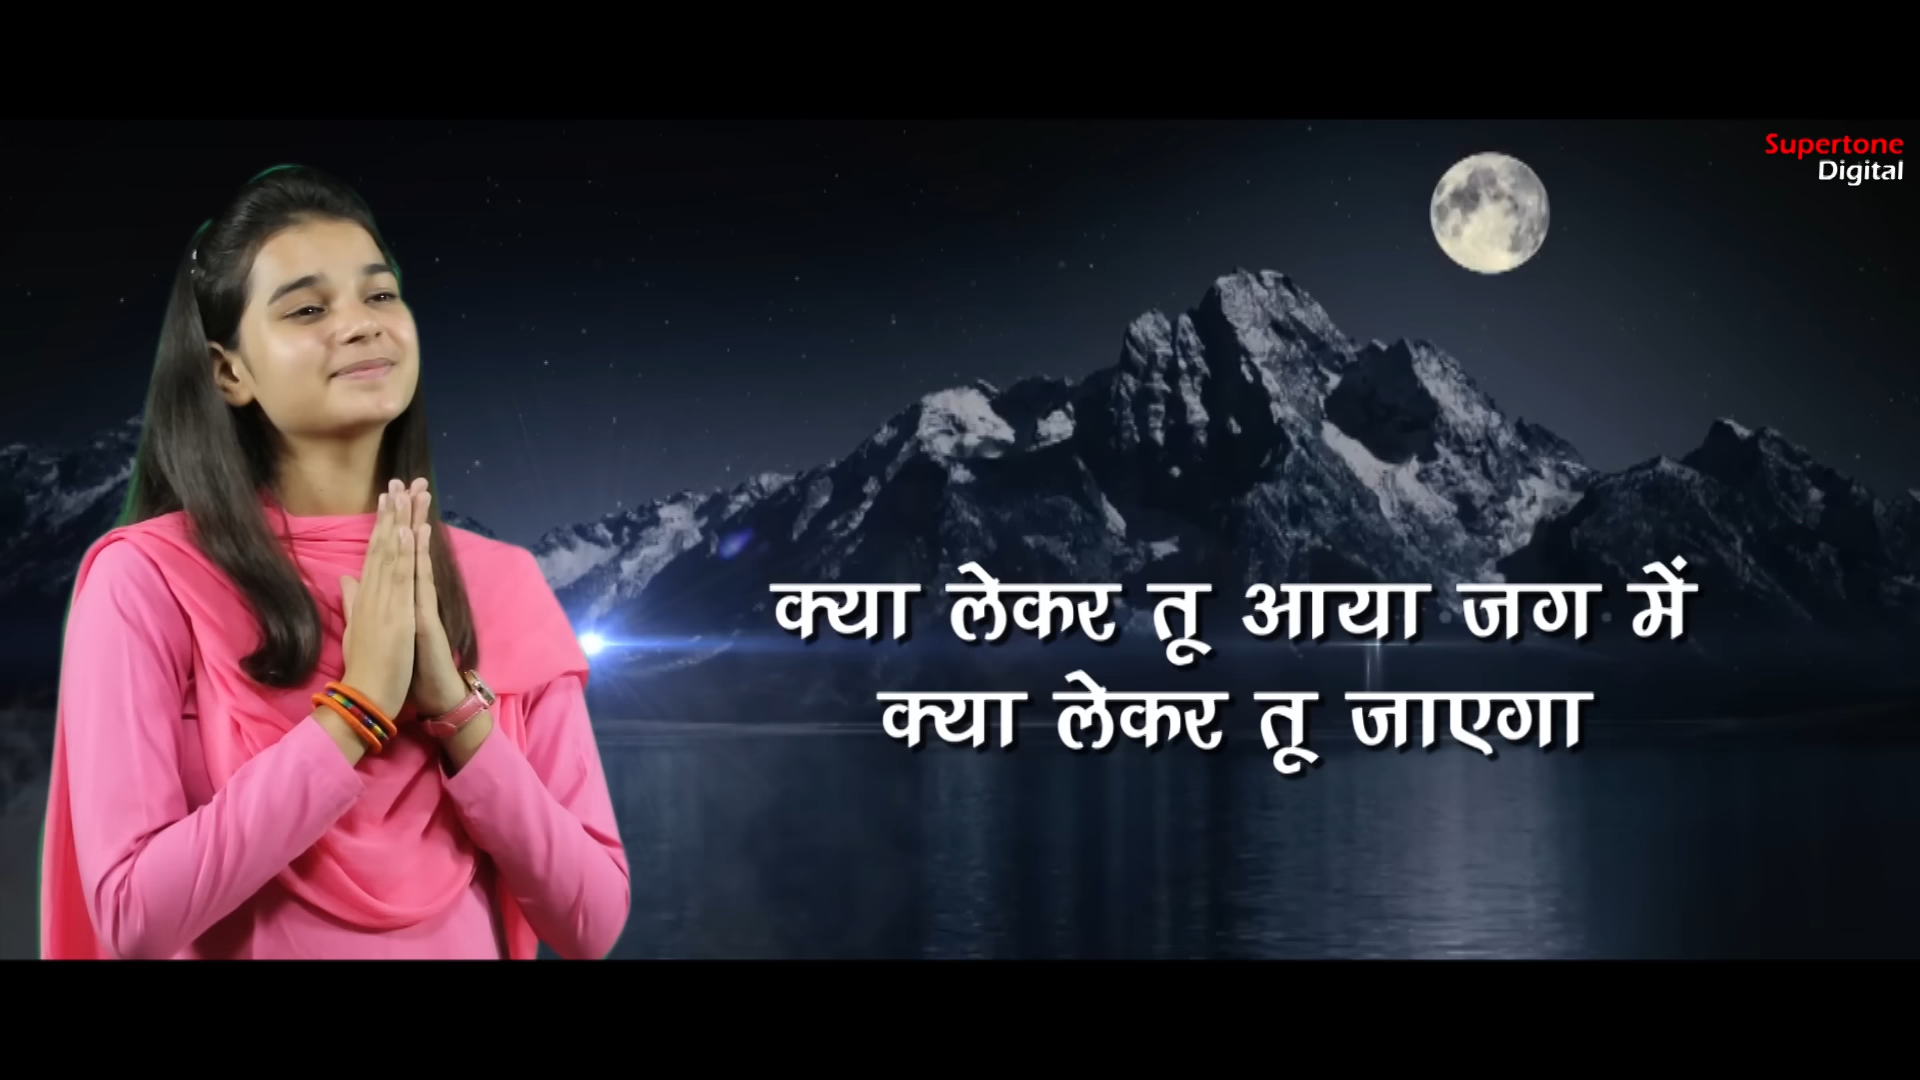 Supertone
Digital
क्या लेकर तू आया जग में
क्या लेकर तू जाएगा